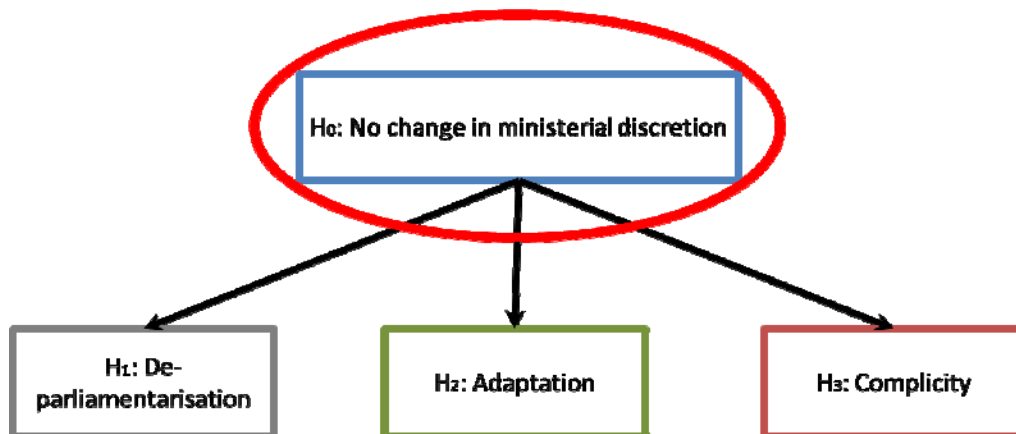 H0: No change in ministerial discretion
H1: De-
parliamentarisation
H2: Adaptation
H3: Complicity